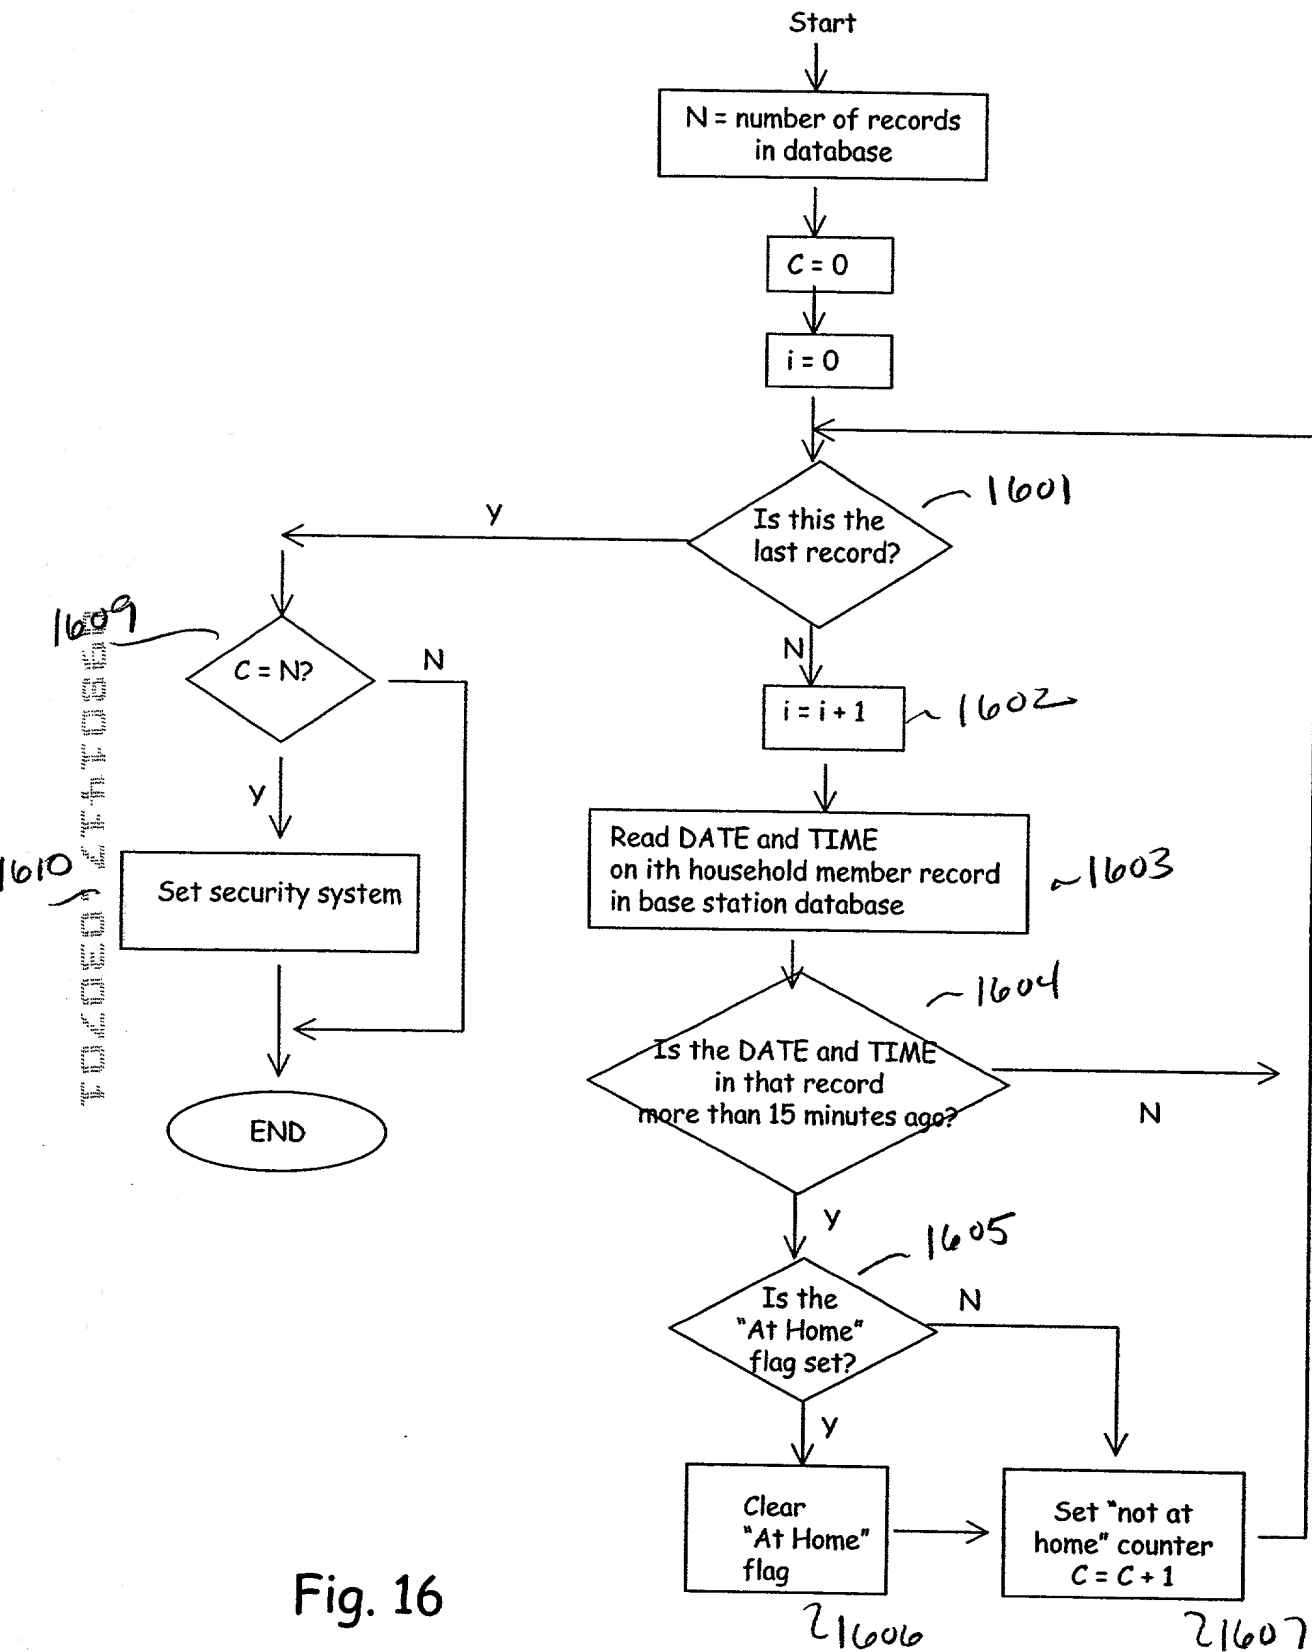 Start
N = number of records
in database
C = 0
i = 0
Is this the
last record?
1601
Y
N
1609
C = N?
N
Y
1610
Set security system
END
i = i + 1
1602
Read DATE and TIME
on ith household member record
in base station database
1603
Is the DATE and TIME
in that record
more than 15 minutes ago?
1604
N
Y
Is the
"At Home"
flag set?
1605
N
Y
Clear
"At Home"
flag
1606
Set "not at
home" counter
C = C + 1
1607
Fig. 16
09801417.030701